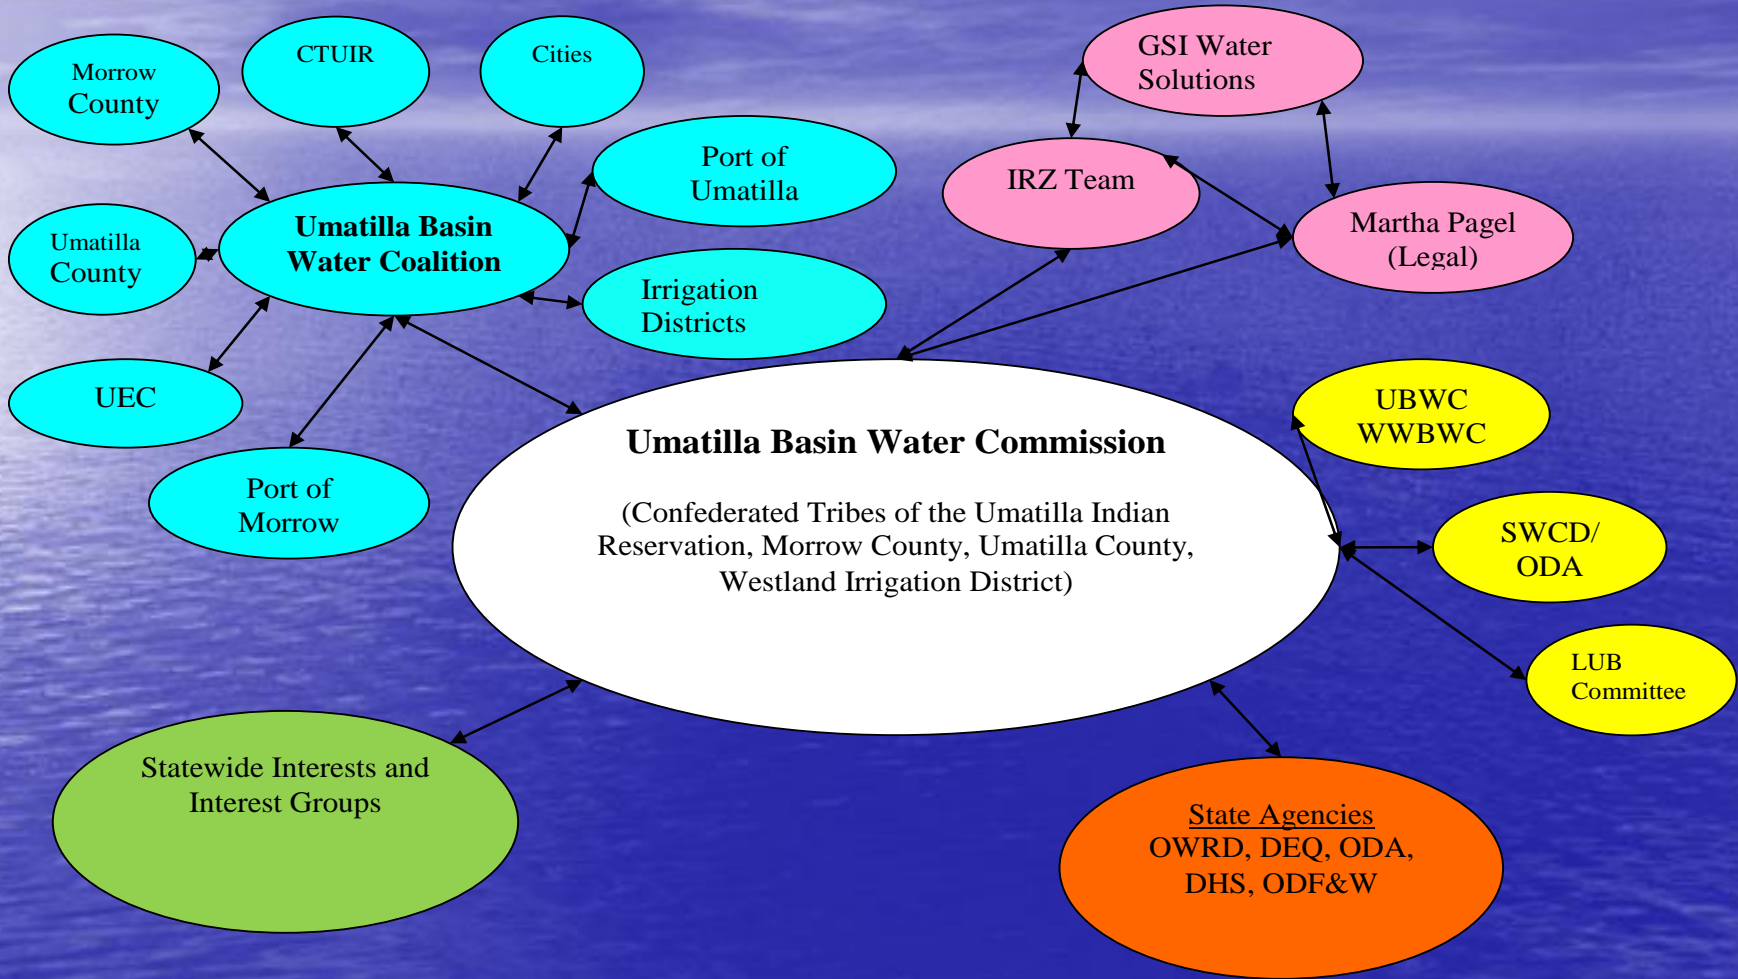 Morrow
County
CTUIR
Cities
GSI Water
Solutions
Port of
Umatilla
IRZ Team
Martha Pagel
(Legal)
Umatilla
County
Umatilla Basin
Water Coalition
Irrigation
Districts
UEC
Port of
Morrow
Umatilla Basin Water Commission
(Confederated Tribes of the Umatilla Indian
Reservation, Morrow County, Umatilla County,
Westland Irrigation District)
UBWC
WWBWC
SWCD/
ODA
LUB
Committee
Statewide Interests and
Interest Groups
State Agencies
OWRD, DEQ, ODA,
DHS, ODF&W